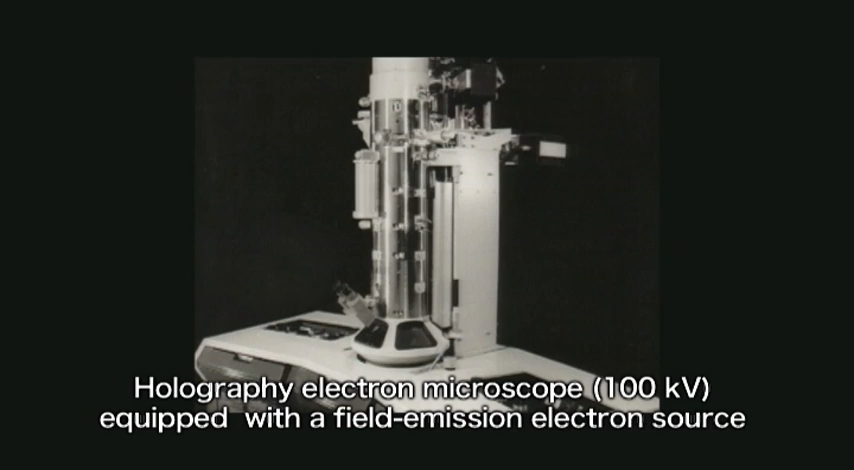 Holography electron microscope (100 kV)
equipped with a field-emission electron source